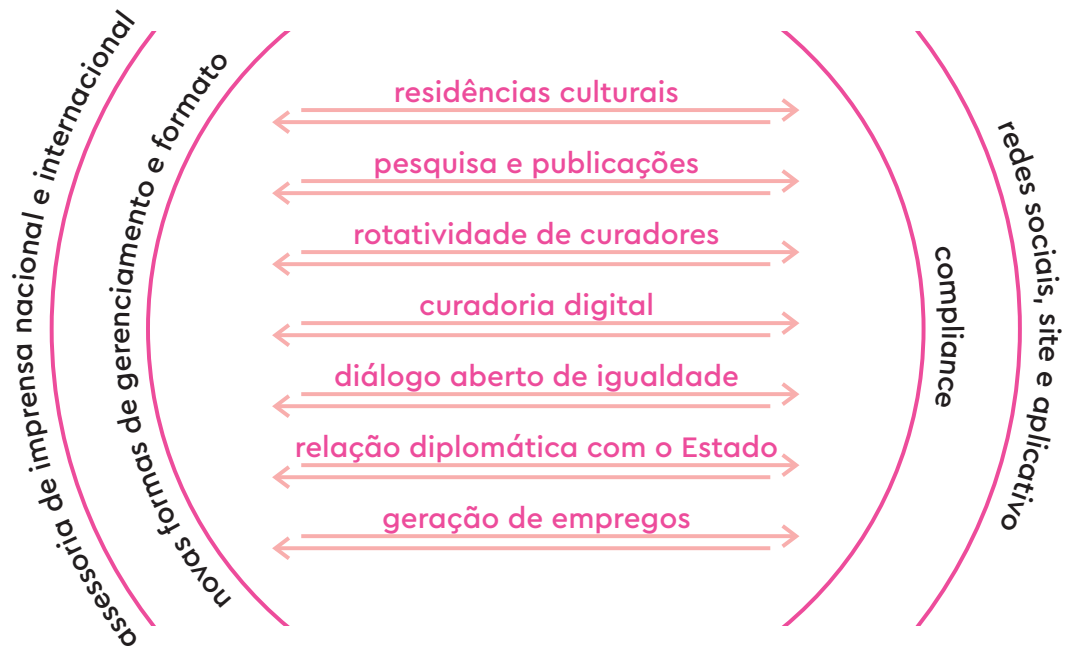 assessoria de imprensa nacional e internacional
novas formas de gerenciamento e formato
residências culturais
pesquisa e publicações
rotatividade de curadores
curadoria digital
diálogo aberto de igualdade
relação diplomática com o Estado
geração de empregos
compliance
redes sociais, site e aplicativo